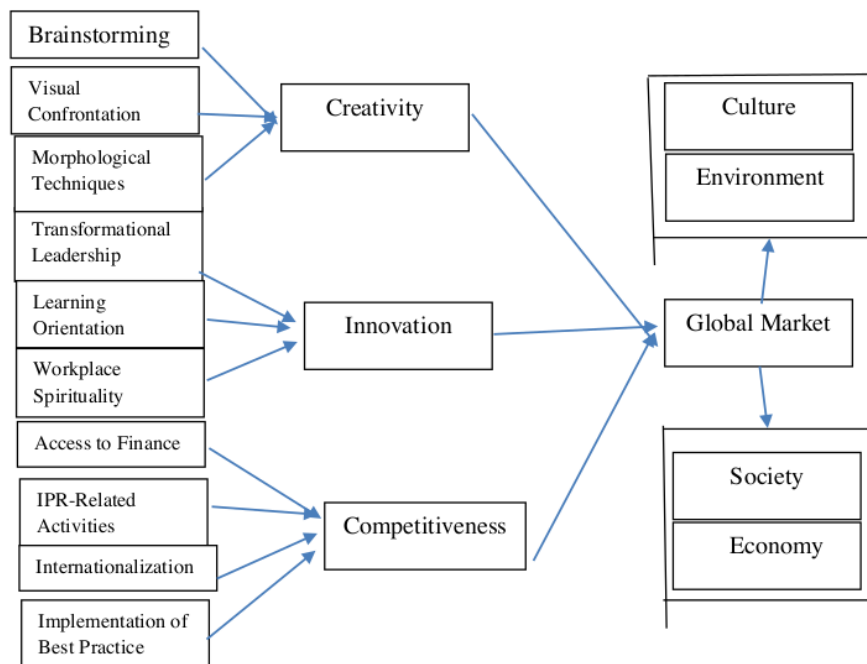 Brainstorming
Visual
Confrontation
Morphological
Techniques
Transformational
Leadership
Learning
Orientation
Workplace
Spirituality
Access to Finance
IPR-Related
Activities
Internationalization
Implementation of
Best Practice
Creativity
Innovation
Competitiveness
Culture
Environment
Global Market
Society
Economy